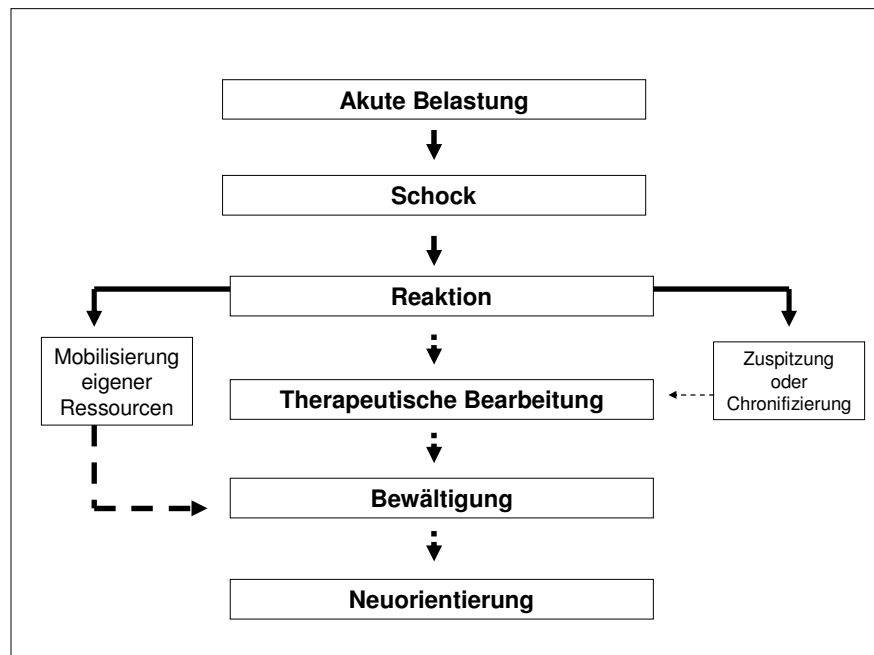 Akute Belastung
Schock
Reaktion
Mobilisierung
eigener
Ressourcen
Zuspitzung
oder
Chronifizierung
Therapeutische Bearbeitung
Bewältigung
Neuorientierung